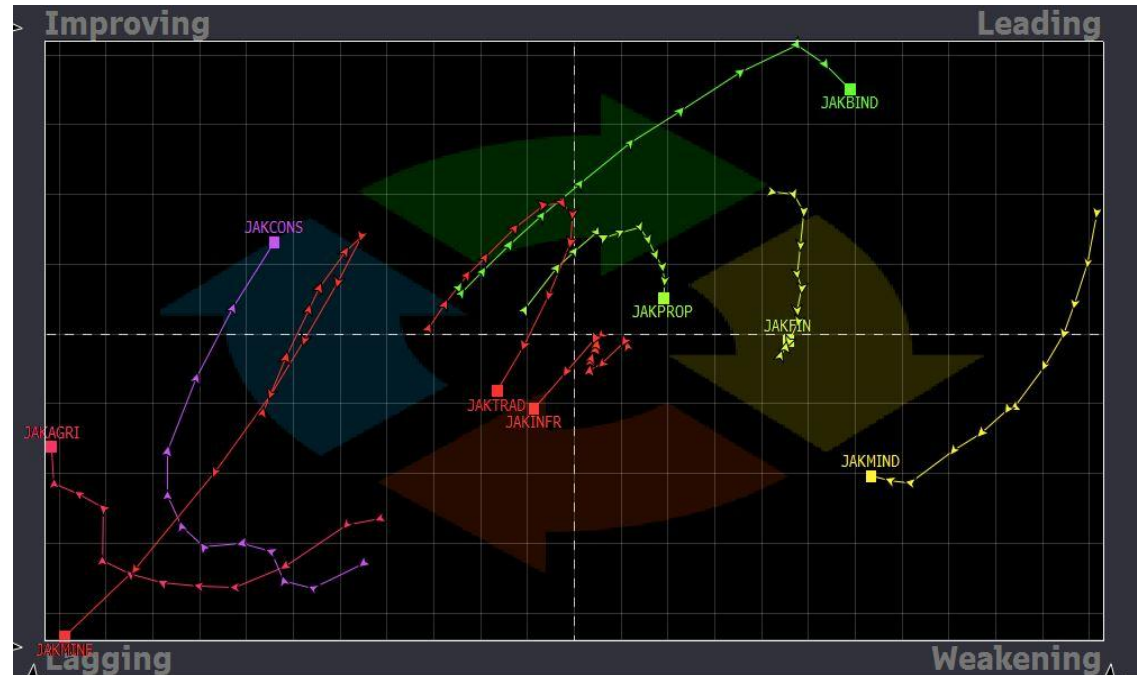 Improving Leading
JAKBIND
JAKCONS
JAKPROP
JAKFIN
JAKTRAD
JAKINFR
JAKAGRI
JAKMIND
JAKMINE
Lagging Weakening